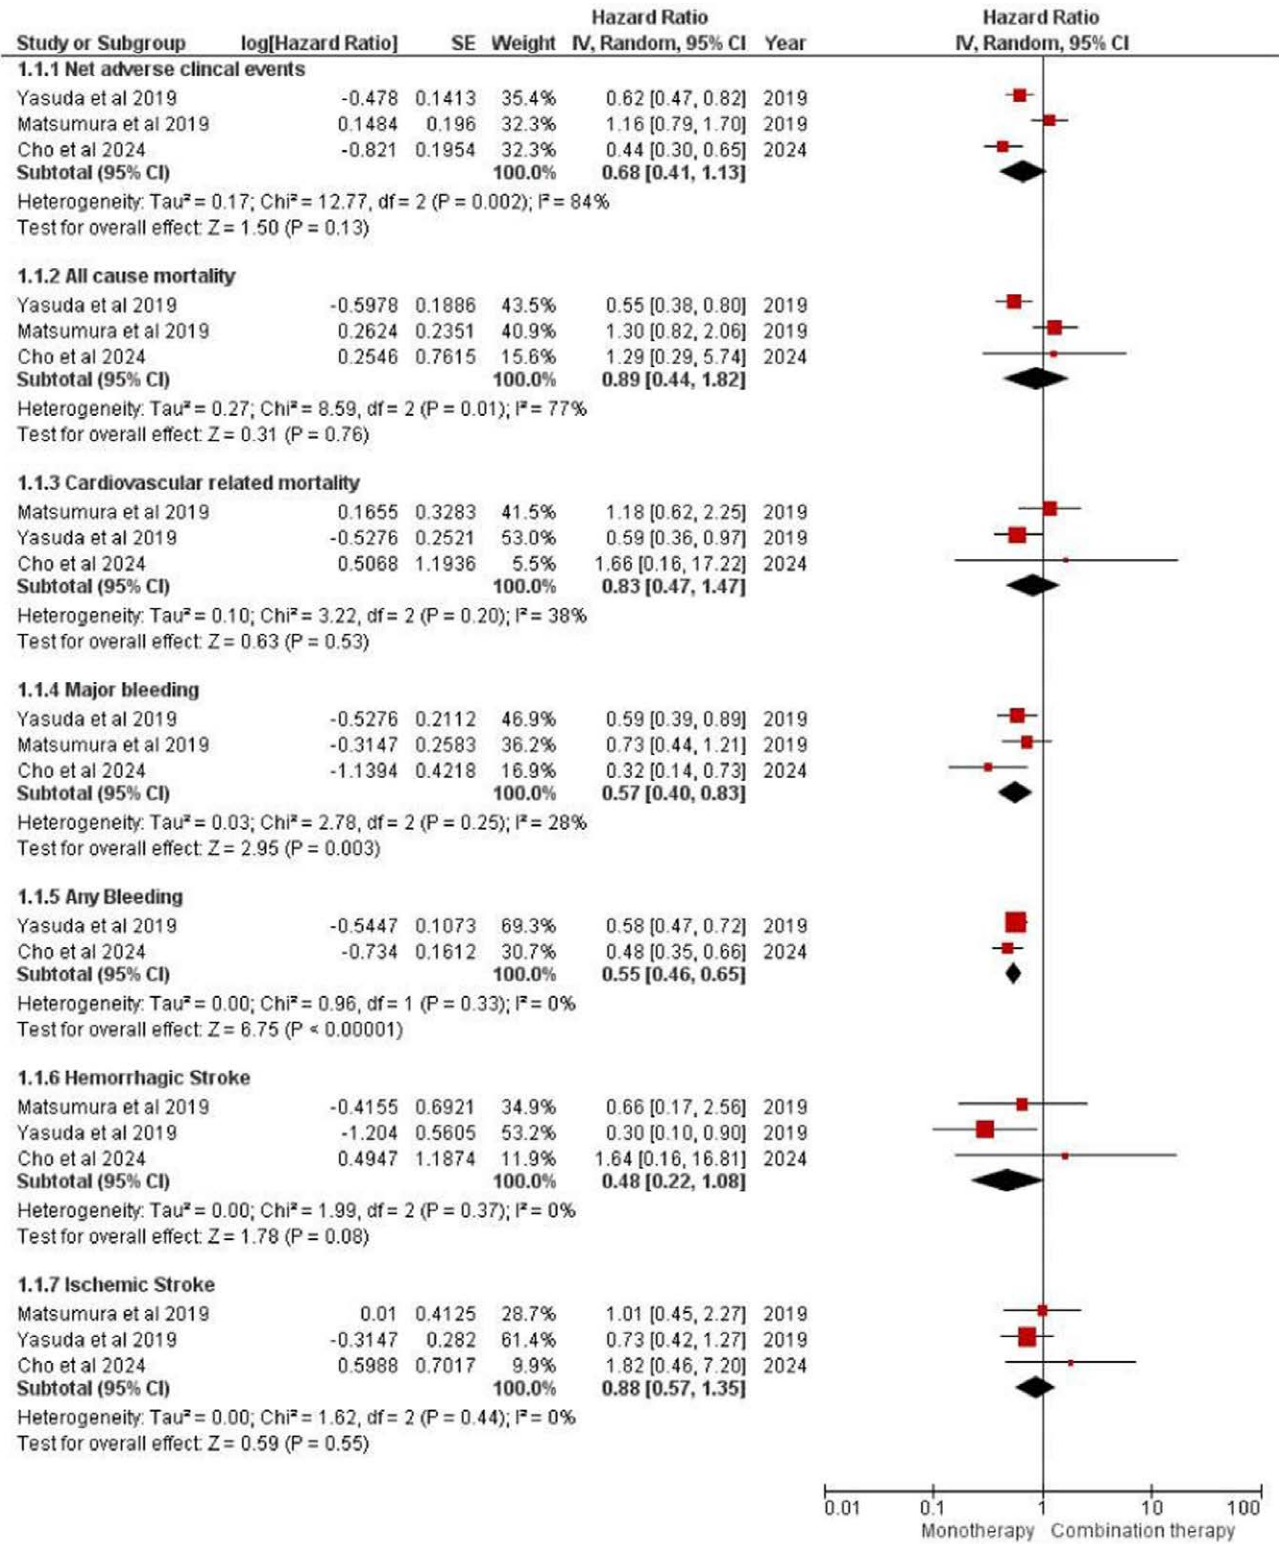 Hazard Ratio Hazard Ratio
Study or Subgroup log[Hazard Ratio] SE Weight IV, Random, 95% CI Year IV, Random, 95% CI
1.1.1 Net adverse clincal events
Yasuda et al 2019 -0.478 0.1413 35.4% 0.62 [0.47, 0.82] 2019
Matsumura et al 2019 0.1484 0.196 32.3% 1.16 [0.79, 1.70] 2019
Cho et al 2024 -0.821 0.1954 32.3% 0.44 [0.30, 0.65] 2024
Subtotal (95% CI) 100.0% 0.68 [0.41, 1.13]
Heterogeneity: Tau² = 0.17; Chi² = 12.77, df = 2 (P = 0.002); I² = 84%
Test for overall effect: Z = 1.50 (P = 0.13)
1.1.2 All cause mortality
Yasuda et al 2019 -0.5978 0.1886 43.5% 0.55 [0.38, 0.80] 2019
Matsumura et al 2019 0.2624 0.2351 40.9% 1.30 [0.82, 2.06] 2019
Cho et al 2024 0.2546 0.7615 15.6% 1.29 [0.29, 5.74] 2024
Subtotal (95% CI) 100.0% 0.89 [0.44, 1.82]
Heterogeneity: Tau² = 0.27; Chi² = 8.59, df = 2 (P = 0.01); I² = 77%
Test for overall effect: Z = 0.31 (P = 0.76)
1.1.3 Cardiovascular related mortality
Matsumura et al 2019 0.1655 0.3283 41.5% 1.18 [0.62, 2.25] 2019
Yasuda et al 2019 -0.5276 0.2521 53.0% 0.59 [0.36, 0.97] 2019
Cho et al 2024 0.5068 1.1936 5.5% 1.66 [0.16, 17.22] 2024
Subtotal (95% CI) 100.0% 0.83 [0.47, 1.47]
Heterogeneity: Tau² = 0.10; Chi² = 3.22, df = 2 (P = 0.20); I² = 38%
Test for overall effect: Z = 0.63 (P = 0.53)
1.1.4 Major bleeding
Yasuda et al 2019 -0.5276 0.2112 46.9% 0.59 [0.39, 0.89] 2019
Matsumura et al 2019 -0.3147 0.2583 36.2% 0.73 [0.44, 1.21] 2019
Cho et al 2024 -1.1394 0.4218 16.9% 0.32 [0.14, 0.73] 2024
Subtotal (95% CI) 100.0% 0.57 [0.40, 0.83]
Heterogeneity: Tau² = 0.03; Chi² = 2.78, df = 2 (P = 0.25); I² = 28%
Test for overall effect: Z = 2.95 (P = 0.003)
1.1.5 Any Bleeding
Yasuda et al 2019 -0.5447 0.1073 69.3% 0.58 [0.47, 0.72] 2019
Cho et al 2024 -0.734 0.1612 30.7% 0.48 [0.35, 0.66] 2024
Subtotal (95% CI) 100.0% 0.55 [0.46, 0.65]
Heterogeneity: Tau² = 0.00; Chi² = 0.96, df = 1 (P = 0.33); I² = 0%
Test for overall effect: Z = 6.75 (P < 0.00001)
1.1.6 Hemorrhagic Stroke
Matsumura et al 2019 -0.4155 0.6921 34.9% 0.66 [0.17, 2.56] 2019
Yasuda et al 2019 -1.204 0.5605 53.2% 0.30 [0.10, 0.90] 2019
Cho et al 2024 0.4947 1.1874 11.9% 1.64 [0.16, 16.81] 2024
Subtotal (95% CI) 100.0% 0.48 [0.22, 1.08]
Heterogeneity: Tau² = 0.00; Chi² = 1.99, df = 2 (P = 0.37); I² = 0%
Test for overall effect: Z = 1.78 (P = 0.08)
1.1.7 Ischemic Stroke
Matsumura et al 2019 0.01 0.4125 28.7% 1.01 [0.45, 2.27] 2019
Yasuda et al 2019 -0.3147 0.282 61.4% 0.73 [0.42, 1.27] 2019
Cho et al 2024 0.5988 0.7017 9.9% 1.82 [0.46, 7.20] 2024
Subtotal (95% CI) 100.0% 0.88 [0.57, 1.35]
Heterogeneity: Tau² = 0.00; Chi² = 1.62, df = 2 (P = 0.44); I² = 0%
Test for overall effect: Z = 0.59 (P = 0.55)
0.01 0.1 1 10 100
Monotherapy Combination therapy